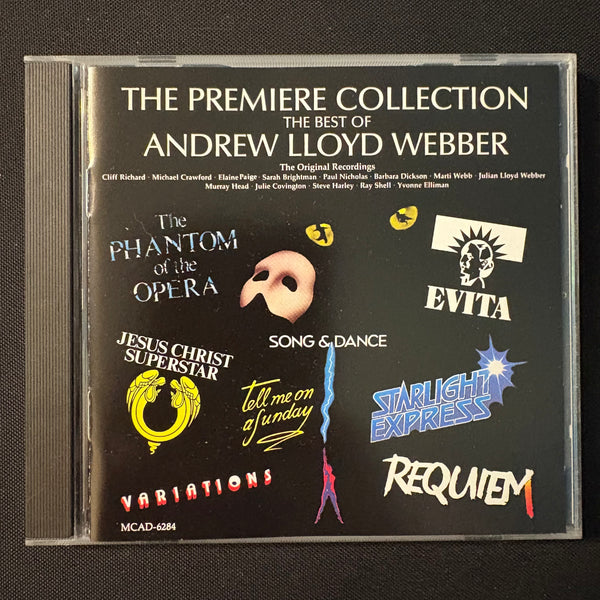 THE PREMIERE COLLECTION
THE BEST OF
ANDREW LLOYD WEBBER
The Original Recordings
Cliff Richard · Michael Crawford · Elaine Paige · Sarah Brightman · Paul Nicholas · Barbara Dickson · Marti Webb · Julian Lloyd Webber
Murray Head · Julie Covington · Steve Harley · Ray Shell · Yvonne Elliman
The
PHANTOM
of the
OPERA
EVITA
SONG & DANCE
JESUS CHRIST
SUPERSTAR
tell me on
a sunday
STARLIGHT
EXPRESS
VARIATIONS
REQUIEM
MCAD-6284